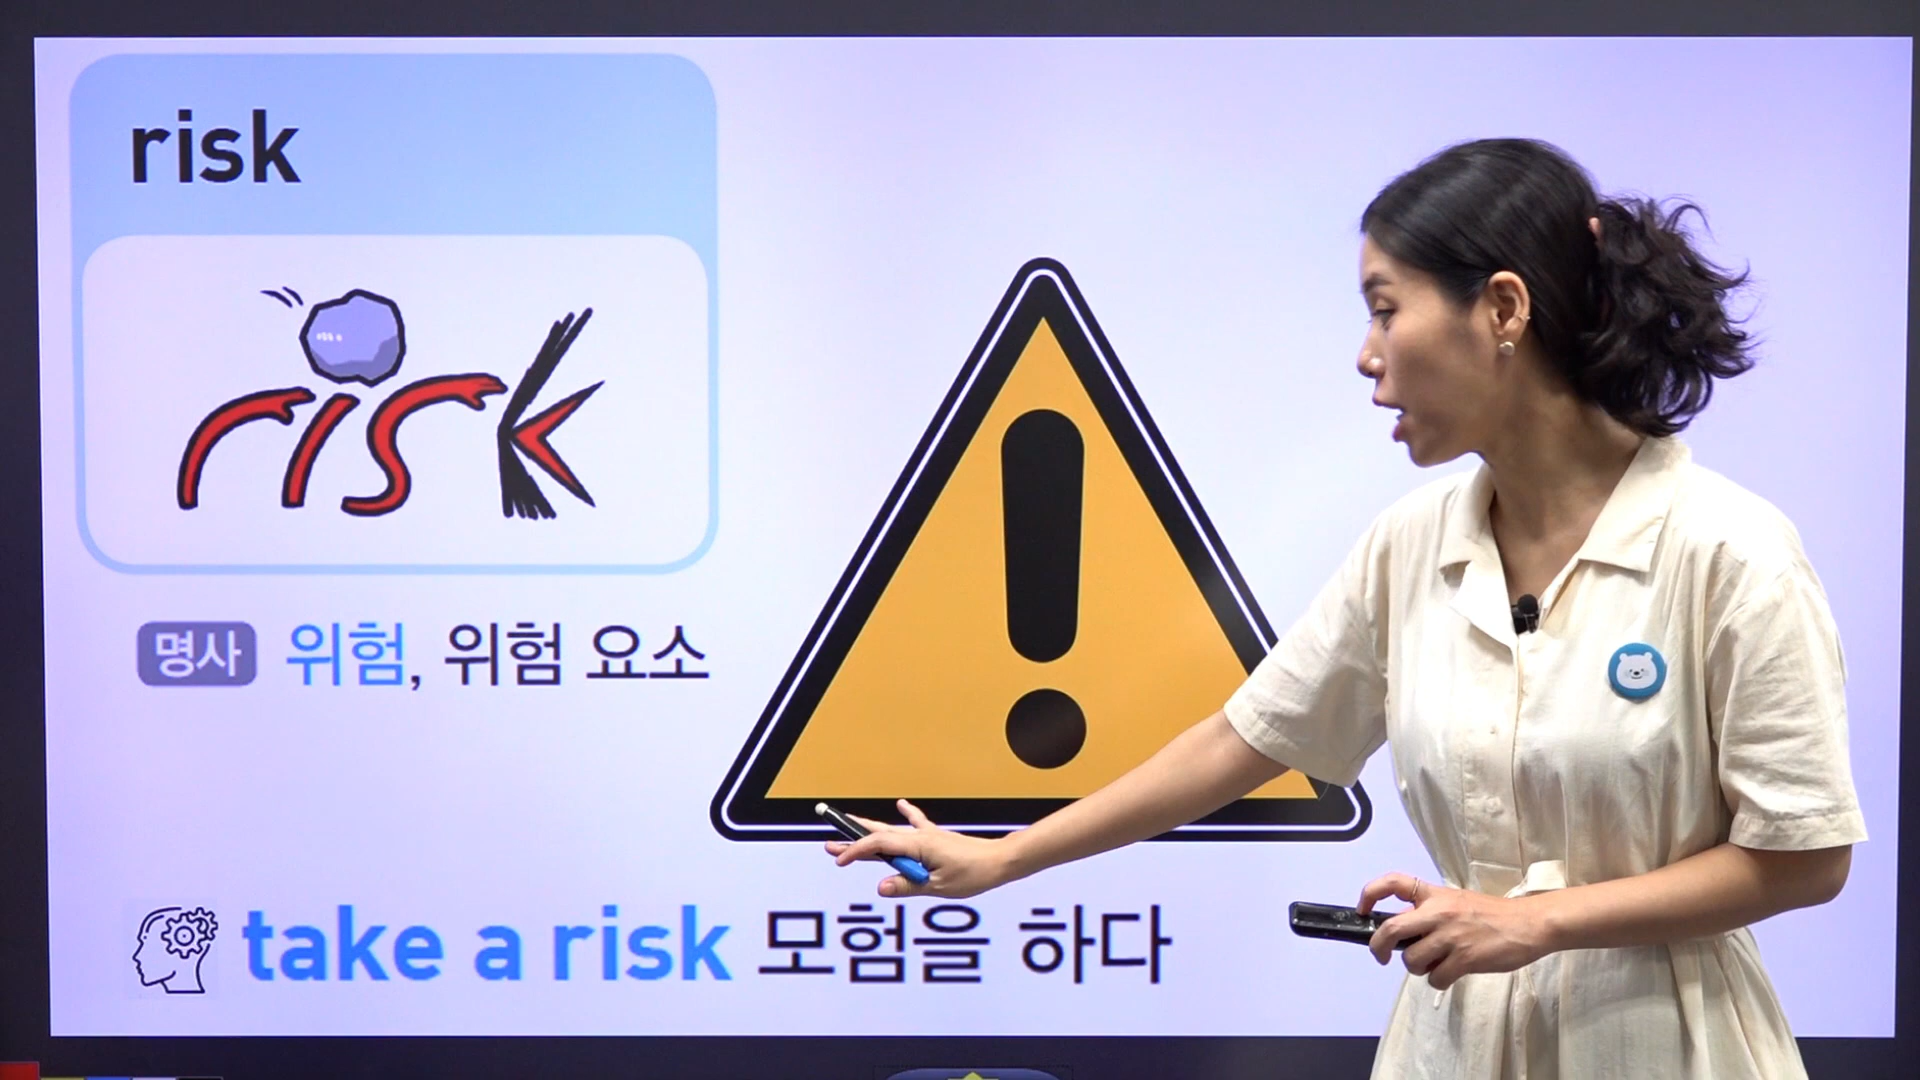 risk
risk
명사 위험, 위험 요소
take a risk 모험을 하다